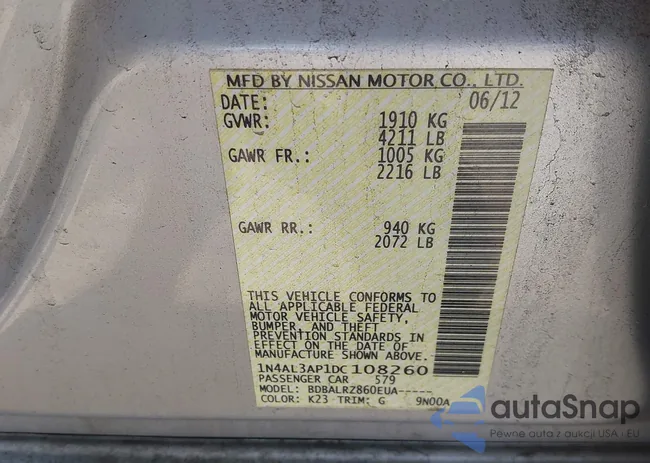 MFD BY NISSAN MOTOR CO., LTD.
DATE: 06/12
GVWR: 1910 KG
4211 LB
GAWR FR.: 1005 KG
2216 LB
GAWR RR.: 940 KG
2072 LB
THIS VEHICLE CONFORMS TO
ALL APPLICABLE FEDERAL
MOTOR VEHICLE SAFETY,
BUMPER, AND THEFT
PREVENTION STANDARDS IN
EFFECT ON THE DATE OF
MANUFACTURE SHOWN ABOVE.
1N4AL3AP1DC108260
PASSENGER CAR 579
MODEL: BDBALRZ860EUA-----
COLOR: K23 TRIM: G 9N00A
autaSnap
Pewne auta z aukcji USA - EU